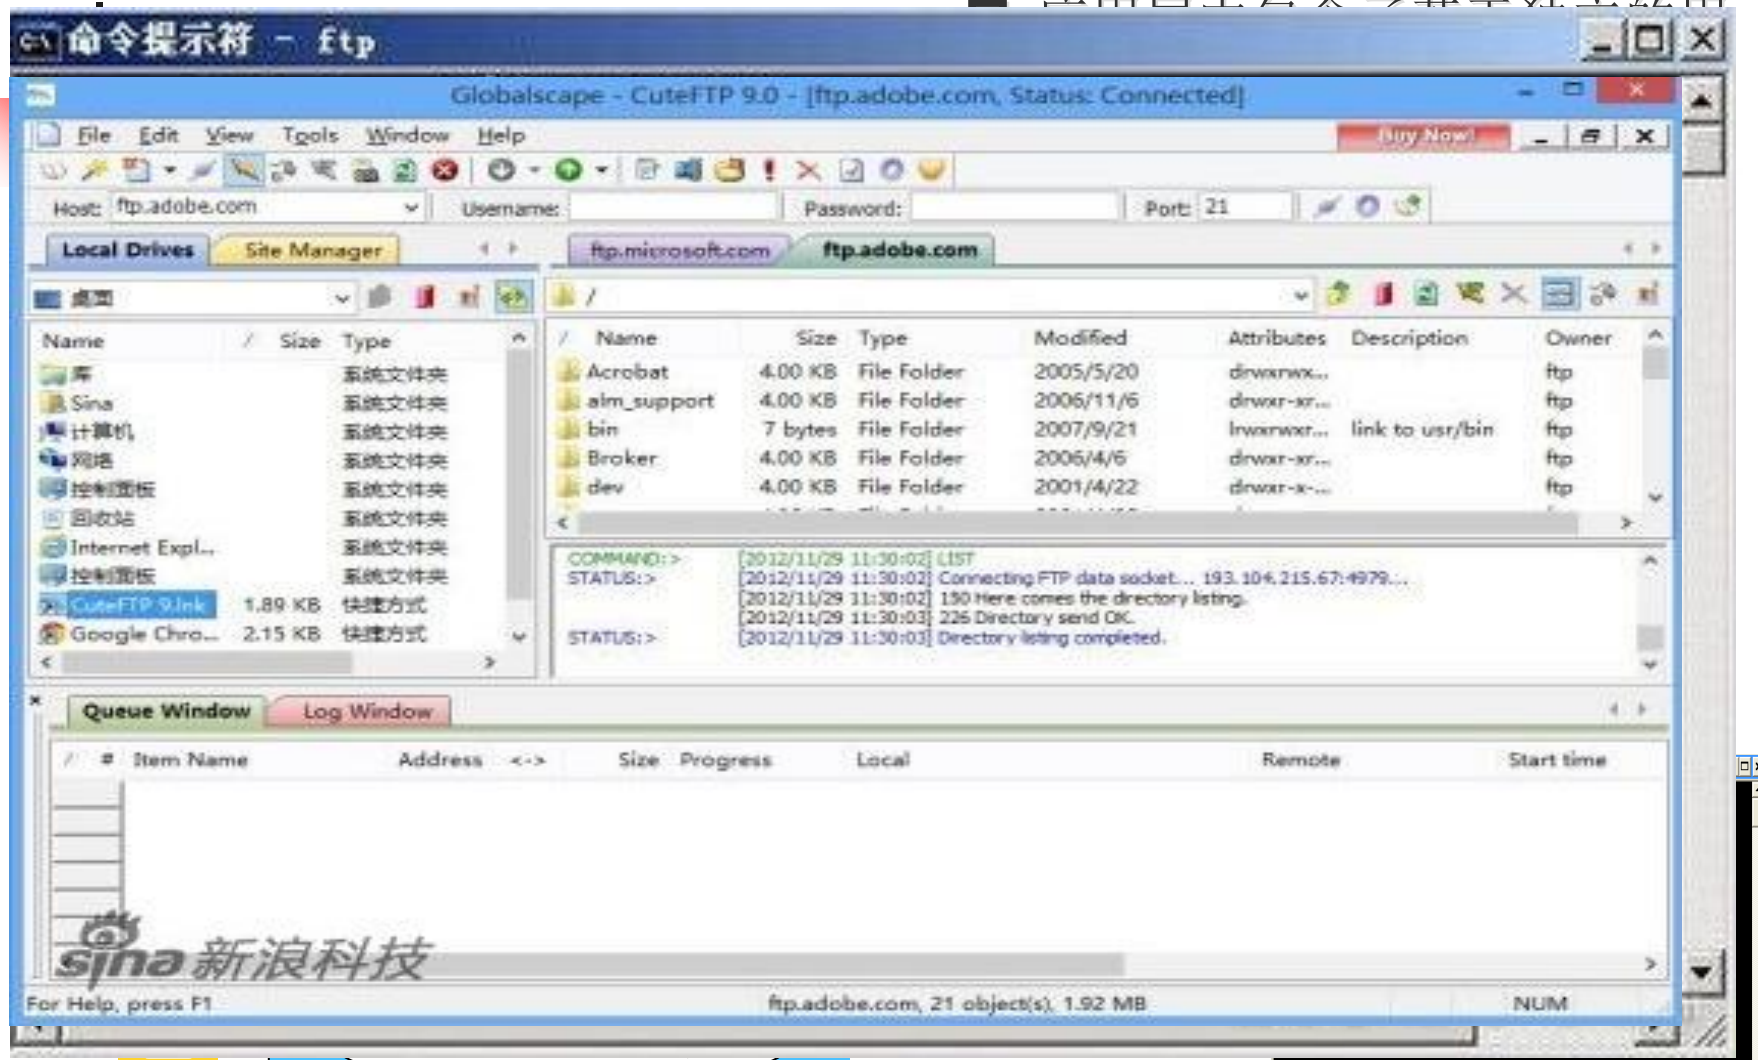 命令提示符 - ftp
Globalscape - CuteFTP 9.0 - [ftp.adobe.com, Status: Connected]
File Edit View Tools Window Help Buy Now!
Host: ftp.adobe.com Username: Password: Port: 21
Local Drives Site Manager ftp.microsoft.com ftp.adobe.com
桌面 /
Name / Size Type / Name Size Type Modified Attributes Description Owner
库 系统文件夹
Sina 系统文件夹
计算机 系统文件夹
网络 系统文件夹
控制面板 系统文件夹
回收站 系统文件夹
Internet Expl... 系统文件夹
控制面板 系统文件夹
CuteFTP 9.lnk 1.89 KB 快捷方式
Google Chro... 2.15 KB 快捷方式
Acrobat 4.00 KB File Folder 2005/5/20 drwxrwx... ftp
alm_support 4.00 KB File Folder 2006/11/6 drwxr-xr... ftp
bin 7 bytes File Folder 2007/9/21 lrwxrwxr... link to usr/bin ftp
Broker 4.00 KB File Folder 2006/4/6 drwxr-xr... ftp
dev 4.00 KB File Folder 2001/4/22 drwxr-x-... ftp
COMMAND:> [2012/11/29 11:30:02] LIST
STATUS:> [2012/11/29 11:30:02] Connecting FTP data socket... 193.104.215.67:4979...
[2012/11/29 11:30:02] 150 Here comes the directory listing.
[2012/11/29 11:30:03] 226 Directory send OK.
STATUS:> [2012/11/29 11:30:03] Directory listing completed.
Queue Window Log Window
/ # Item Name Address <-> Size Progress Local Remote Start time
sina 新浪科技
For Help, press F1 ftp.adobe.com, 21 object(s), 1.92 MB NUM